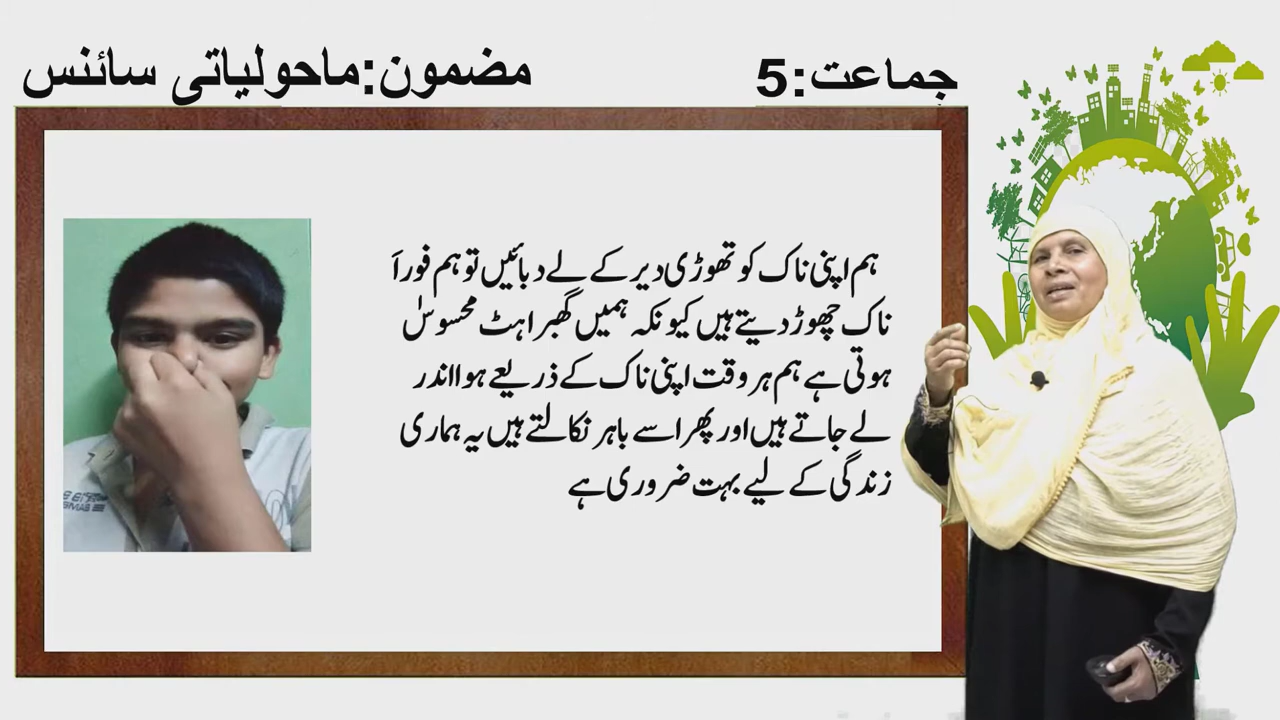 جماعت:5
مضمون:ماحولیاتی سائنس
ہم اپنی ناک کو تھوڑی دیر کے لے دبائیں تو ہم فوراَ
ناک چھوڑ دیتے ہیں کیونکہ ہمیں گھبراہٹ محسوسٰ
ہوتی ہے ہم ہر وقت اپنی ناک کے ذریعے ہوا اندر
لے جاتے ہیں اور پھر اسے باہر نکالتے ہیں یہ ہماری
زندگی کے لیے بہت ضروری ہے